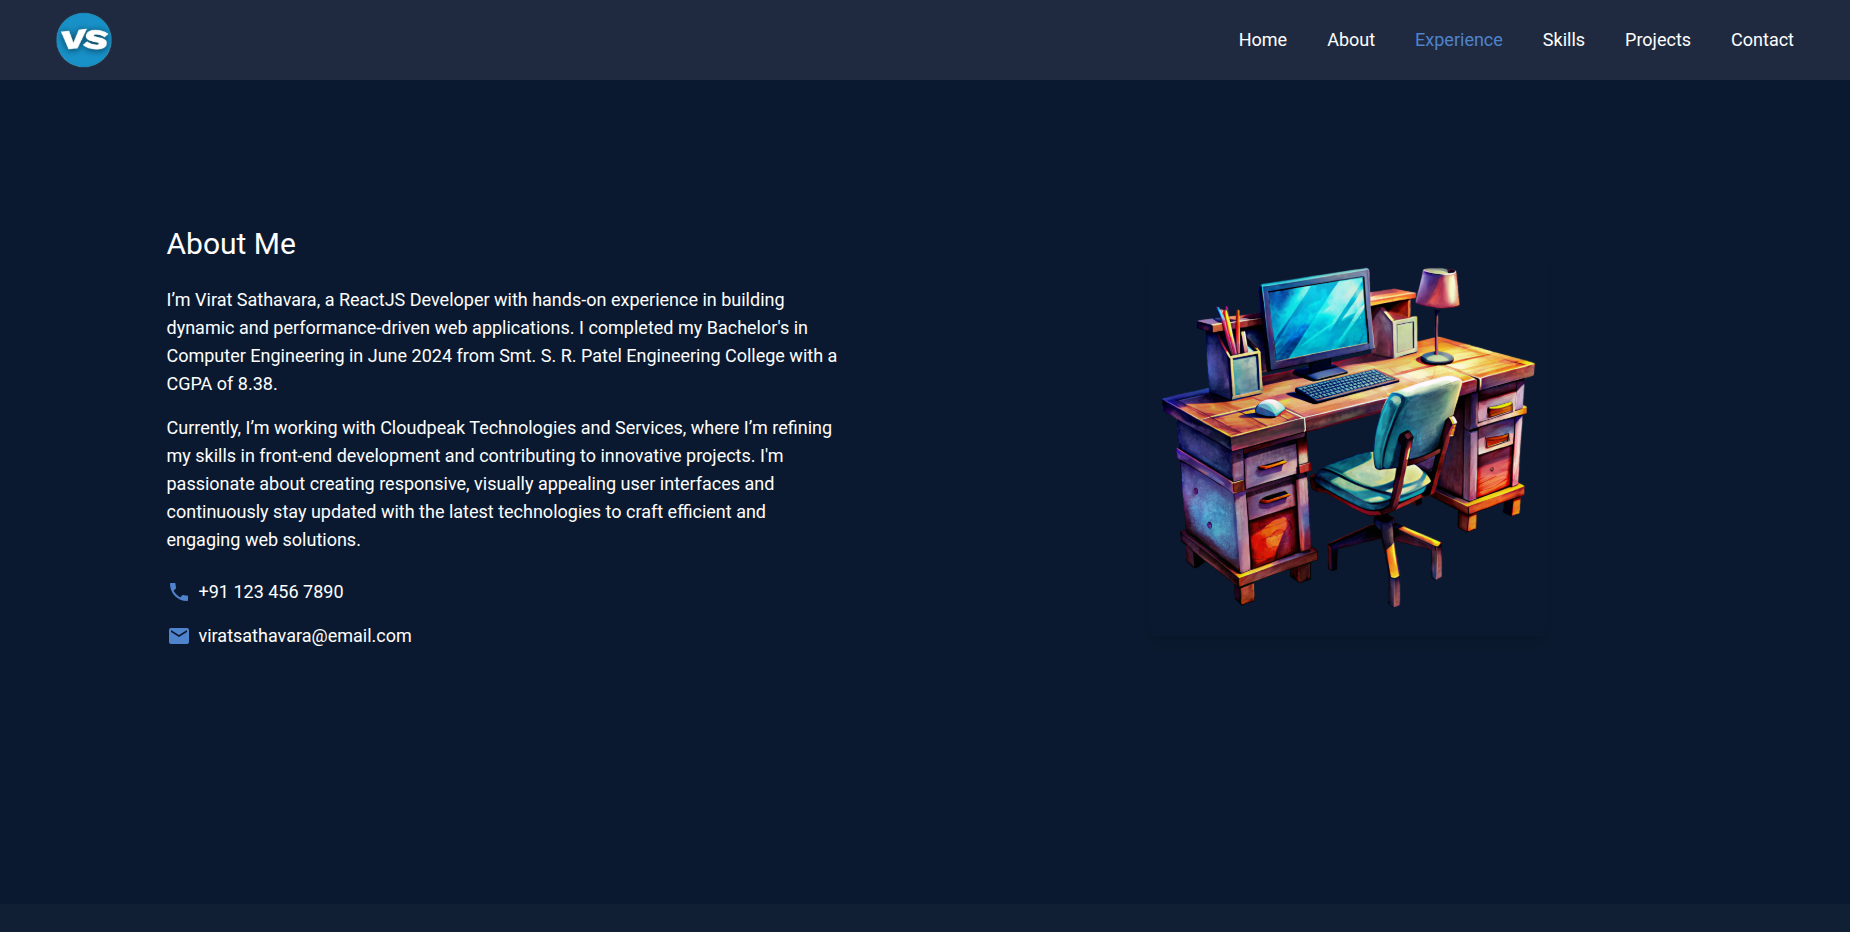 VS
Home About Experience Skills Projects Contact
About Me
I’m Virat Sathavara, a ReactJS Developer with hands-on experience in building
dynamic and performance-driven web applications. I completed my Bachelor's in
Computer Engineering in June 2024 from Smt. S. R. Patel Engineering College with a
CGPA of 8.38.
Currently, I’m working with Cloudpeak Technologies and Services, where I’m refining
my skills in front-end development and contributing to innovative projects. I'm
passionate about creating responsive, visually appealing user interfaces and
continuously stay updated with the latest technologies to craft efficient and
engaging web solutions.
+91 123 456 7890
viratsathavara@email.com